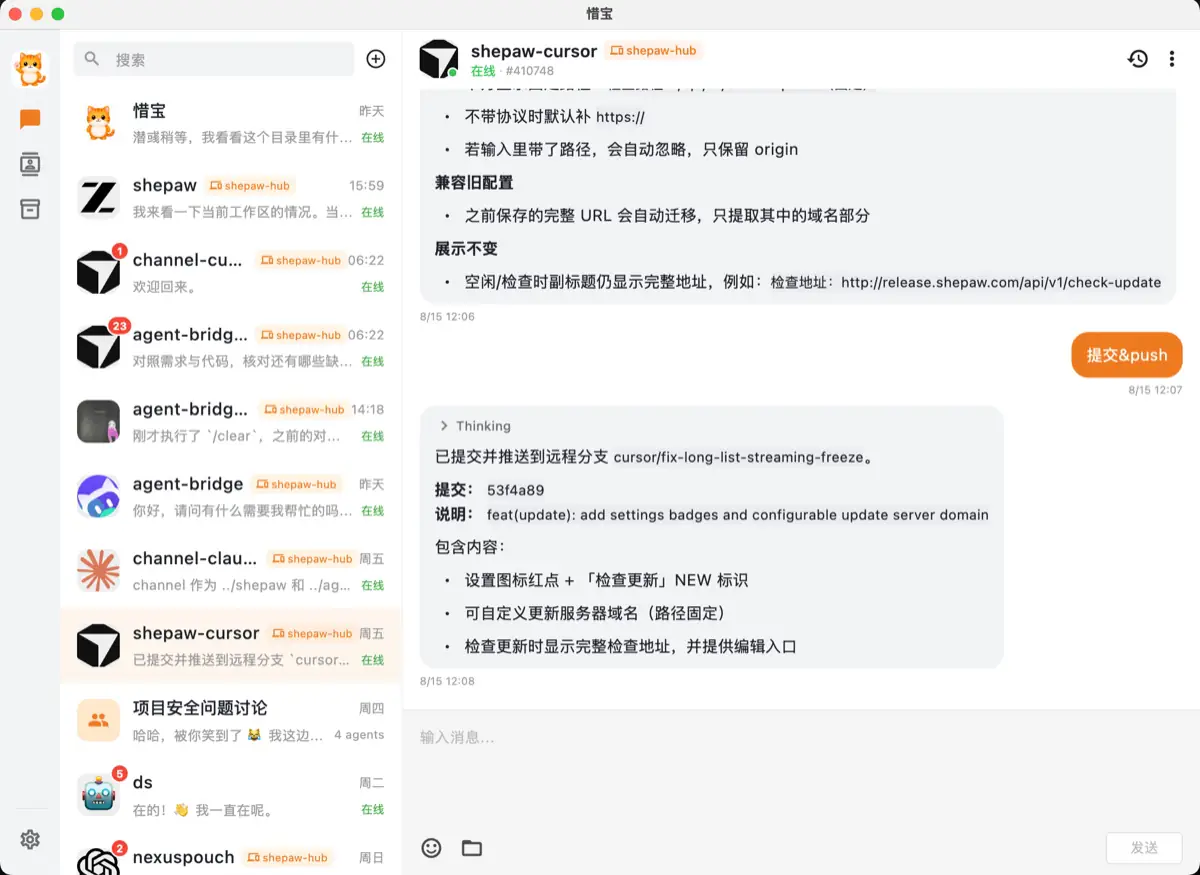 惜宝
搜索
惜宝
昨天
潜彧稍等，我看看这个目录里有什...
在线
shepaw
shepaw-hub
15:59
我来看一下当前工作区的情况。当...
在线
1
channel-cu...
shepaw-hub
06:22
欢迎回来。
在线
23
agent-bridg...
shepaw-hub
06:22
对照需求与代码，核对还有哪些缺...
在线
agent-bridg...
shepaw-hub
14:18
刚才执行了 `/clear`，之前的对...
在线
agent-bridge
shepaw-hub
昨天
你好，请问有什么需要我帮忙的吗...
在线
channel-clau...
shepaw-hub
周五
channel 作为 ../shepaw 和 ../ag...
在线
shepaw-cursor
shepaw-hub
周五
已提交并推送到远程分支 `cursor...
在线
项目安全问题讨论
周四
哈哈，被你笑到了 😹 我这边...
4 agents
5
ds
周二
在的！👋 我一直在呢。
在线
2
nexuspouch
shepaw-hub
周日
shepaw-cursor
shepaw-hub
在线 · #410748
• 不带协议时默认补 https://
• 若输入里带了路径，会自动忽略，只保留 origin
兼容旧配置
• 之前保存的完整 URL 会自动迁移，只提取其中的域名部分
展示不变
• 空闲/检查时副标题仍显示完整地址，例如：检查地址：http://release.shepaw.com/api/v1/check-update
8/15 12:06
提交&push
8/15 12:07
Thinking
已提交并推送到远程分支 cursor/fix-long-list-streaming-freeze。
提交： 53f4a89
说明： feat(update): add settings badges and configurable update server domain
包含内容：
• 设置图标红点 + 「检查更新」NEW 标识
• 可自定义更新服务器域名（路径固定）
• 检查更新时显示完整检查地址，并提供编辑入口
8/15 12:08
输入消息...
发送